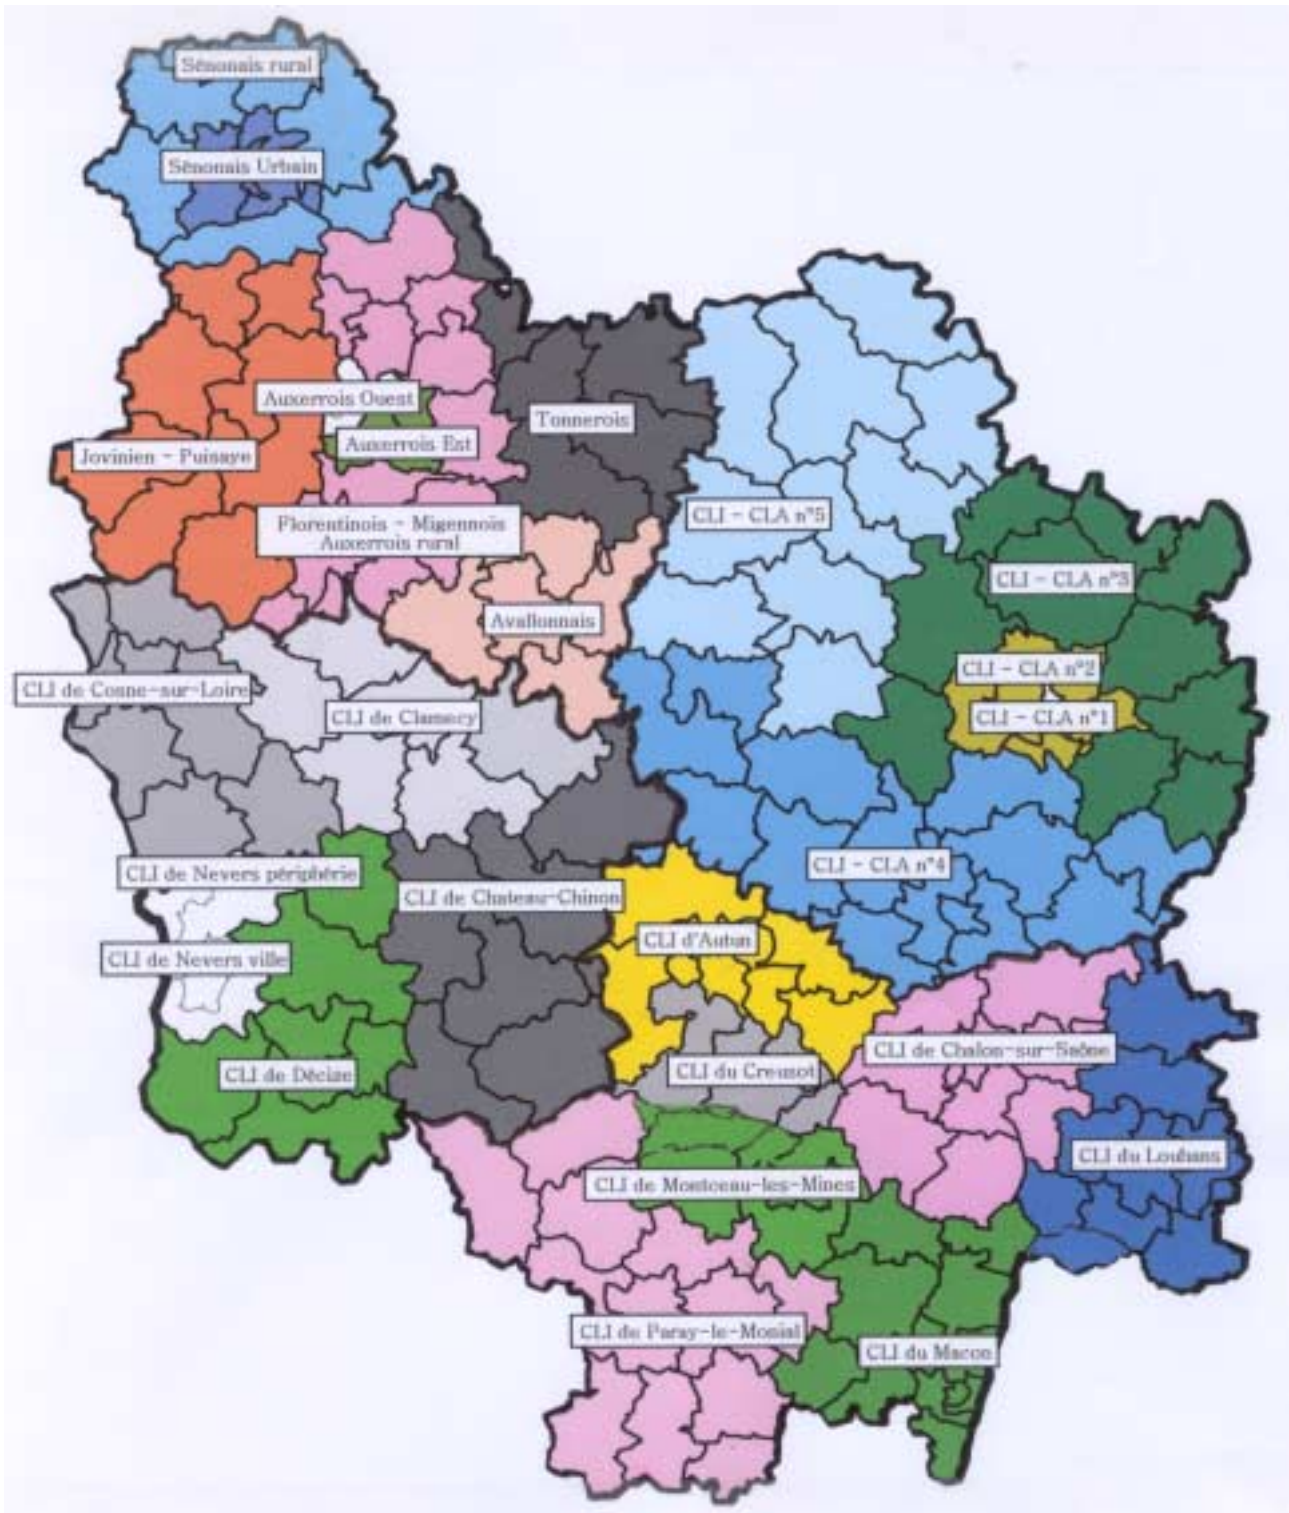 Sénonais rural
Sénonais Urbain
Auxerrois Ouest
Tonnerois
Auxerrois Est
Jovinien - Puisaye
CLI - CLA n°5
Florentinois - Migennois
Auxerrois rural
CLI - CLA n°3
Avallonnais
CLI - CLA n°2
CLI de Cosne-sur-Loire
CLI de Clamecy
CLI - CLA n°1
CLI - CLA n°4
CLI de Nevers périphérie
CLI de Chateau-Chinon
CLI d'Autun
CLI de Nevers ville
CLI de Chalon-sur-Saône
CLI de Décize
CLI du Creusot
CLI du Louhans
CLI de Montceau-les-Mines
CLI de Paray-le-Monial
CLI du Macon